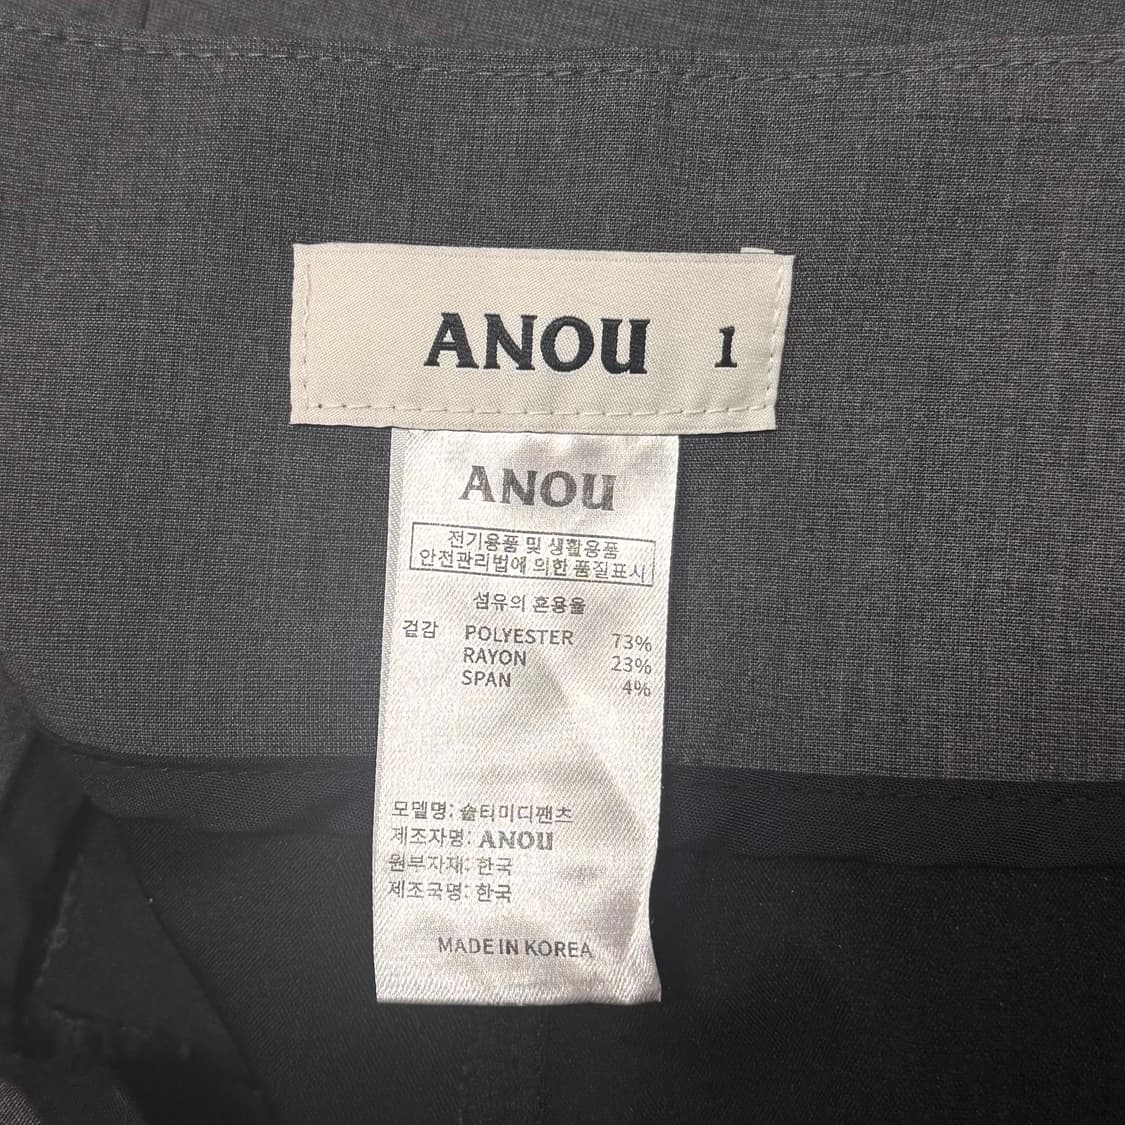 ANOU 1
ANOU
전기용품 및 생활용품
안전관리법에 의한 품질표시
섬유의 혼용율
겉감 POLYESTER 73%
RAYON 23%
SPAN 4%
모델명: 숄티미디팬츠
제조자명: ANOU
원부자재: 한국
제조국명: 한국
MADE IN KOREA